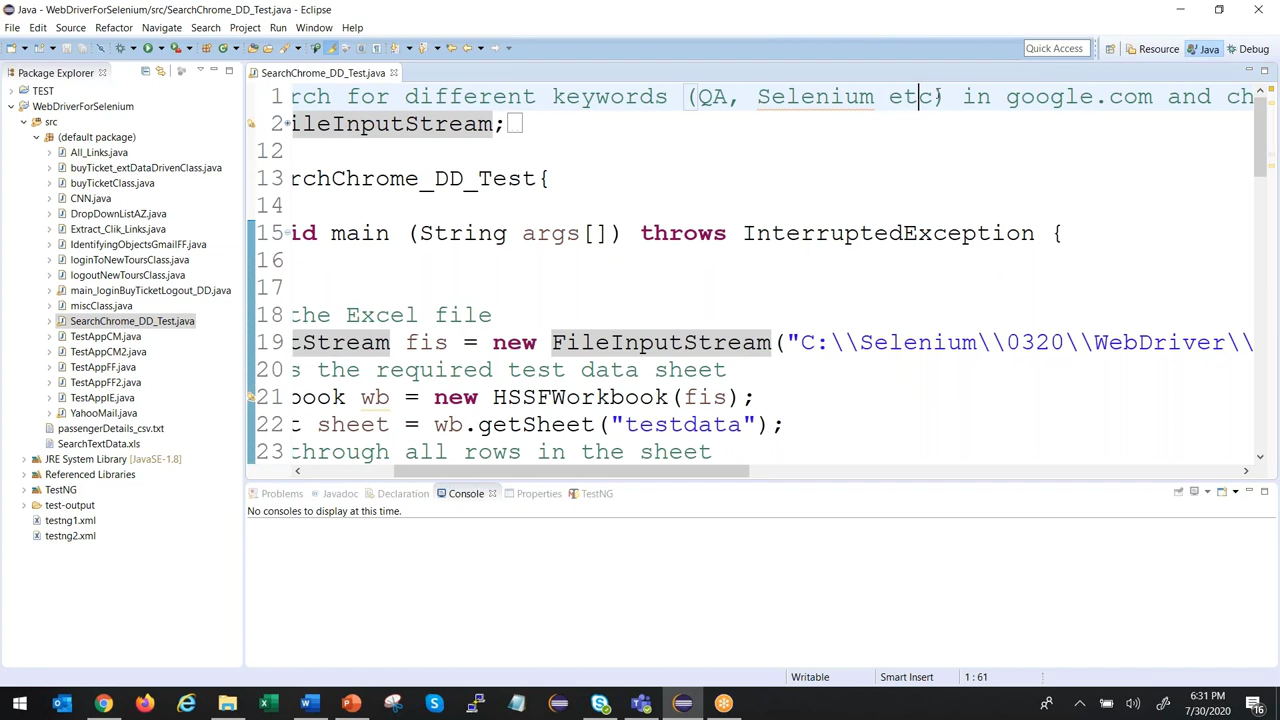 Java - WebDriverForSelenium/src/SearchChrome_DD_Test.java - Eclipse
File Edit Source Refactor Navigate Search Project Run Window Help
Quick Access
Resource
Java
Debug
Package Explorer
TEST
WebDriverForSelenium
src
(default package)
All_Links.java
buyTicket_extDataDrivenClass.java
buyTicketClass.java
CNN.java
DropDownListAZ.java
Extract_Clik_Links.java
IdentifyingObjectsGmailFF.java
loginToNewToursClass.java
logoutNewToursClass.java
main_loginBuyTicketLogout_DD.java
miscClass.java
SearchChrome_DD_Test.java
TestAppCM.java
TestAppCM2.java
TestAppFF.java
TestAppFF2.java
TestAppIE.java
YahooMail.java
passengerDetails_csv.txt
SearchTextData.xls
JRE System Library [JavaSE-1.8]
Referenced Libraries
TestNG
test-output
testng1.xml
testng2.xml
SearchChrome_DD_Test.java
1 rch for different keywords (QA, Selenium etc) in google.com and ch
2 ileInputStream;
12
13 rchChrome_DD_Test{
14
15 id main (String args[]) throws InterruptedException {
16
17
18 the Excel file
19 tStream fis = new FileInputStream("C:\\Selenium\\0320\\WebDriver\\
20 s the required test data sheet
21 book wb = new HSSFWorkbook(fis);
22 t sheet = wb.getSheet("testdata");
23 through all rows in the sheet
Problems Javadoc Declaration Console Properties TestNG
No consoles to display at this time.
Writable Smart Insert 1 : 61
6:31 PM
7/30/2020
16